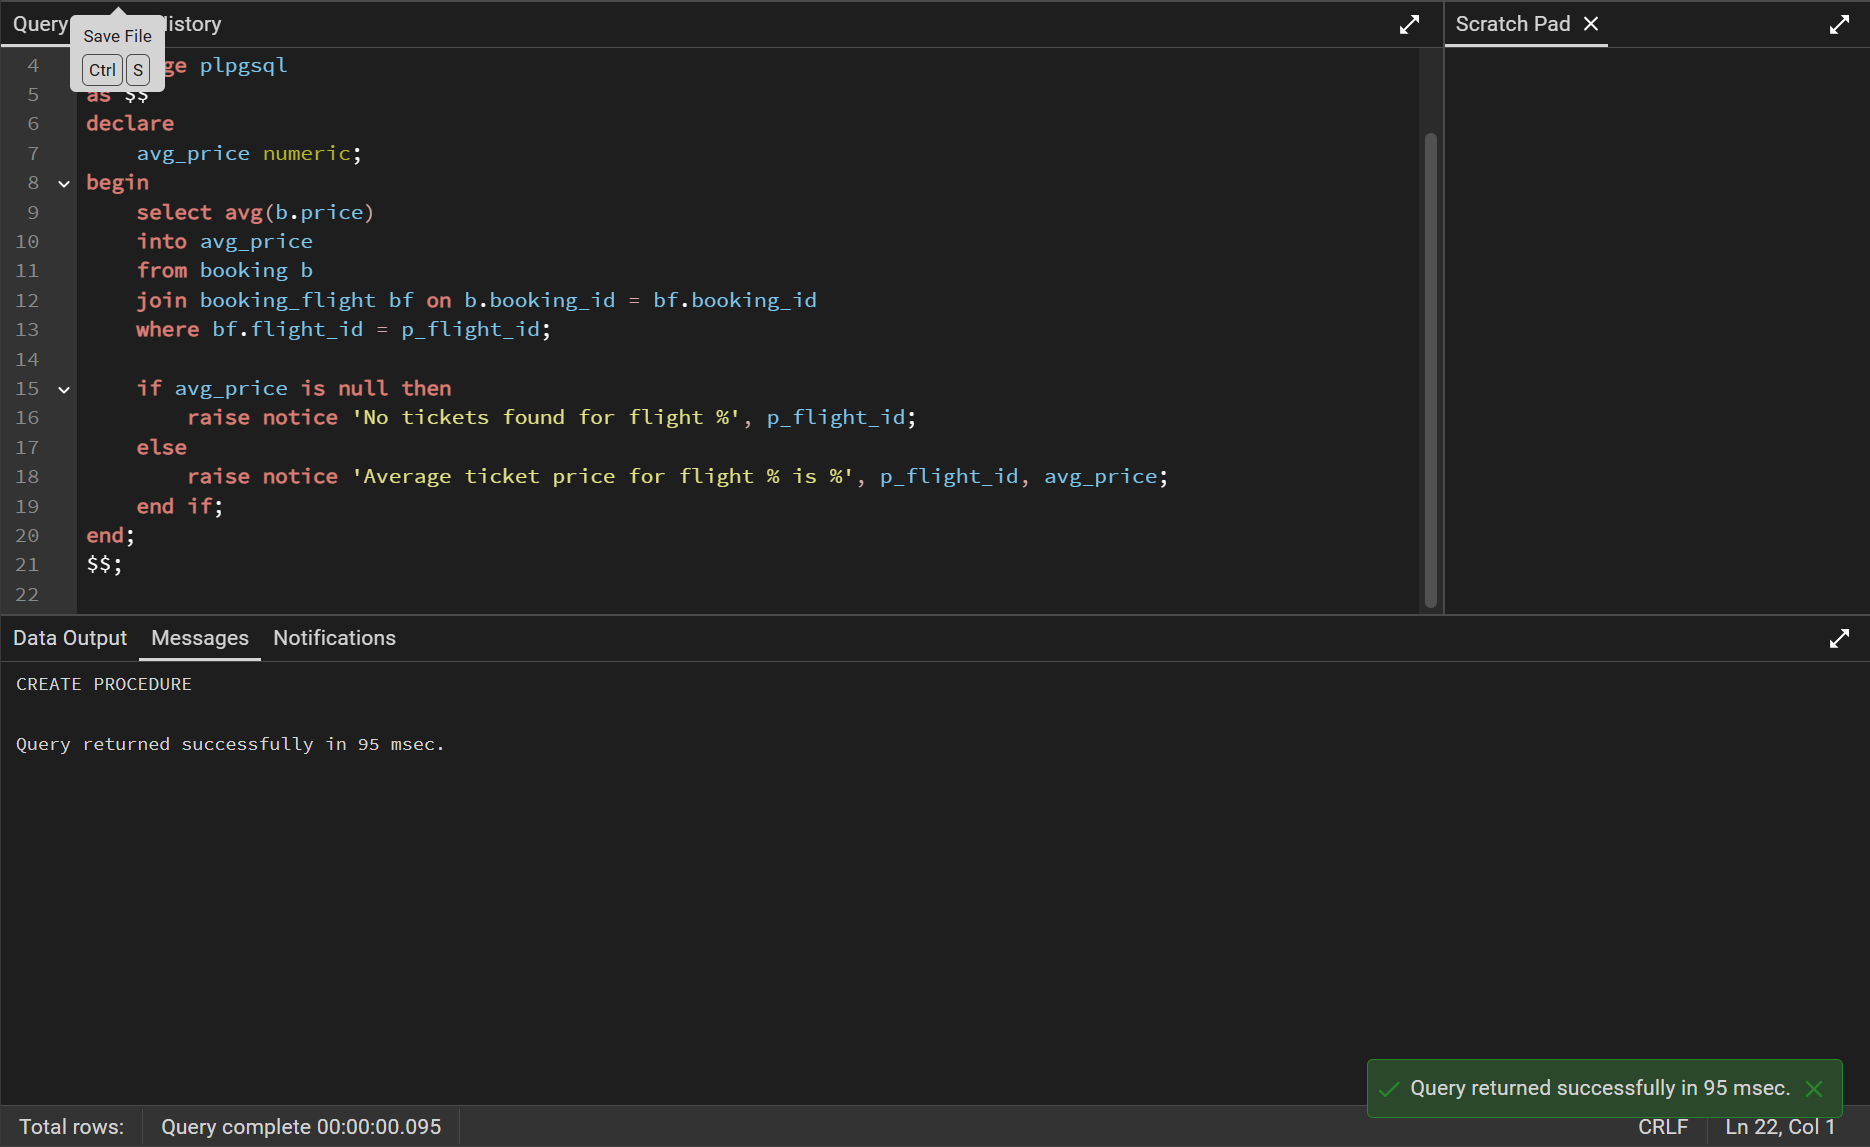 Query
History
Scratch Pad
Save File
Ctrl S
4 ge plpgsql
5 as $$
6 declare
7 avg_price numeric;
8 begin
9 select avg(b.price)
10 into avg_price
11 from booking b
12 join booking_flight bf on b.booking_id = bf.booking_id
13 where bf.flight_id = p_flight_id;
14
15 if avg_price is null then
16 raise notice 'No tickets found for flight %', p_flight_id;
17 else
18 raise notice 'Average ticket price for flight % is %', p_flight_id, avg_price;
19 end if;
20 end;
21 $$;
22
Data Output Messages Notifications
CREATE PROCEDURE
Query returned successfully in 95 msec.
Query returned successfully in 95 msec.
Total rows: Query complete 00:00:00.095 CRLF Ln 22, Col 1